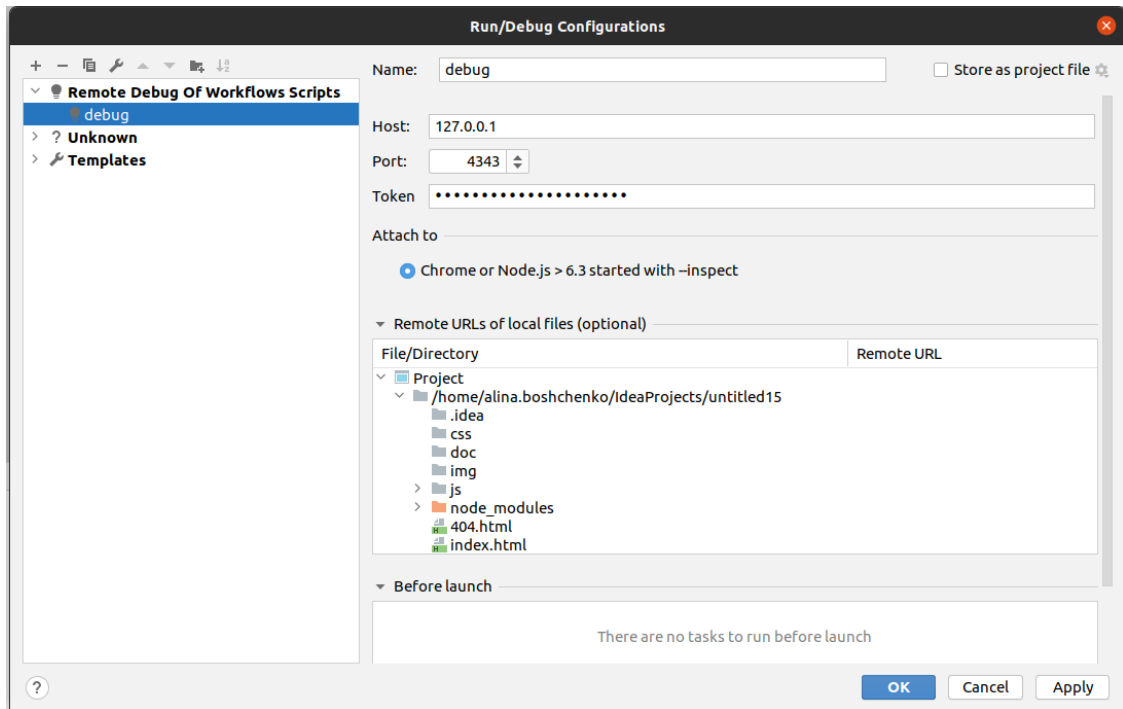 Run/Debug Configurations
Remote Debug Of Workflows Scripts
debug
? Unknown
Templates
Name: debug
Store as project file
Host: 127.0.0.1
Port: 4343
Token •••••••••••••••••••••
Attach to
Chrome or Node.js > 6.3 started with --inspect
Remote URLs of local files (optional)
File/Directory Remote URL
Project
/home/alina.boshchenko/IdeaProjects/untitled15
.idea
css
doc
img
js
node_modules
404.html
index.html
Before launch
There are no tasks to run before launch
?
OK Cancel Apply